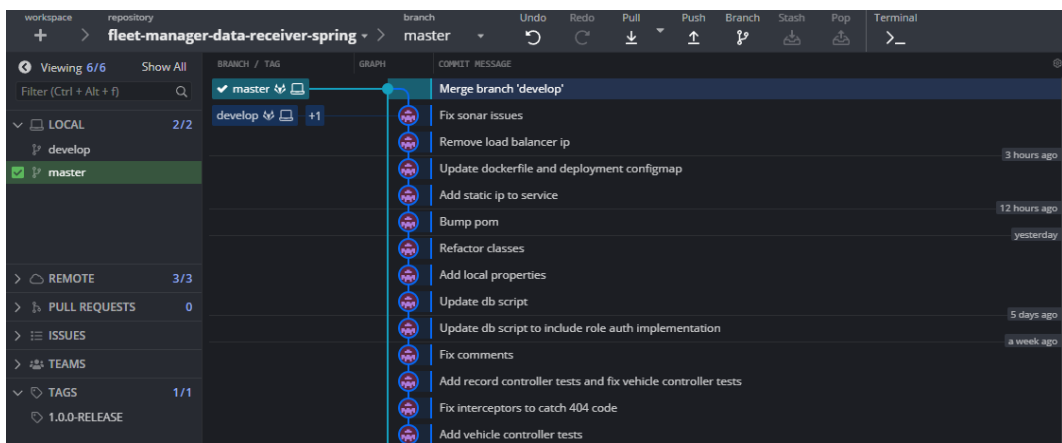 workspace repository branch Undo Redo Pull Push Branch Stash Pop Terminal
fleet-manager-data-receiver-spring master
Viewing 6/6 Show All BRANCH / TAG GRAPH COMMIT MESSAGE
Filter (Ctrl + Alt + f) master Merge branch 'develop'
LOCAL 2/2 develop +1 Fix sonar issues
develop Remove load balancer ip
3 hours ago
master Update dockerfile and deployment configmap
Add static ip to service
12 hours ago
Bump pom
yesterday
Refactor classes
REMOTE 3/3 Add local properties
PULL REQUESTS 0 Update db script
5 days ago
ISSUES Update db script to include role auth implementation
a week ago
TEAMS Fix comments
TAGS 1/1 Add record controller tests and fix vehicle controller tests
1.0.0-RELEASE Fix interceptors to catch 404 code
Add vehicle controller tests